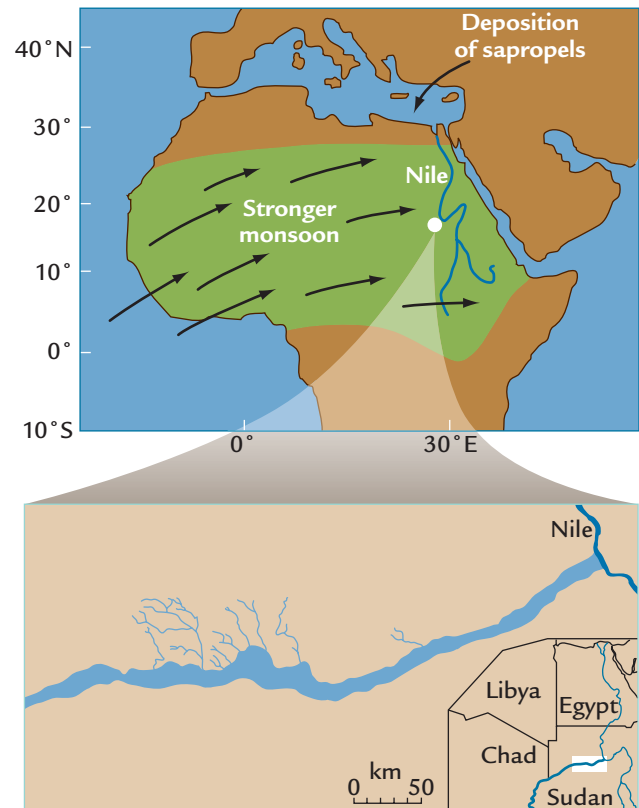 40°N
Deposition
of sapropels
30°
Nile
20°
Stronger
monsoon
10°
0°
10°S
0°
30°E
Nile
Libya
Egypt
Chad
km
0 50
Sudan